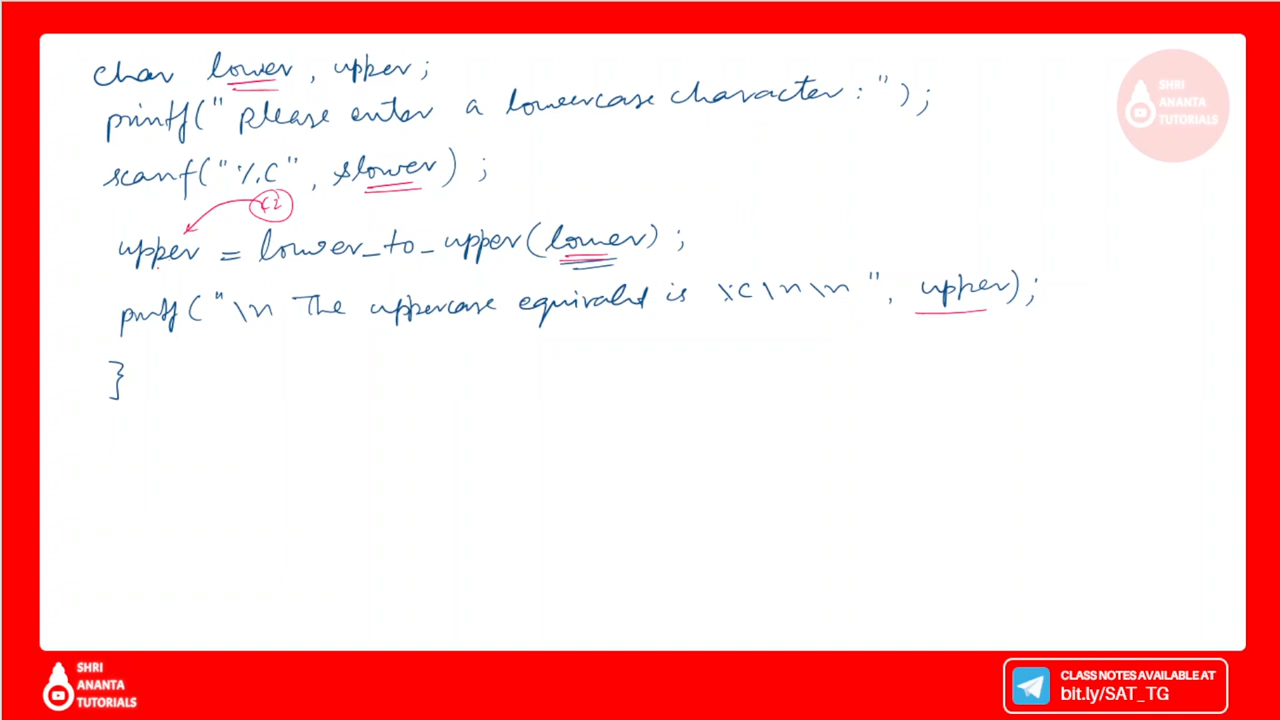 char lower, upper;
printf("please enter a lowercase character:");
scanf("%c", &lower);
c2
upper = lower_to_upper(lower);
printf("\n The uppercase equivalent is %c\n\n", upper);
}
SHRI
ANANTA
TUTORIALS
SHRI
ANANTA
TUTORIALS
CLASS NOTES AVAILABLE AT
bit.ly/SAT_TG